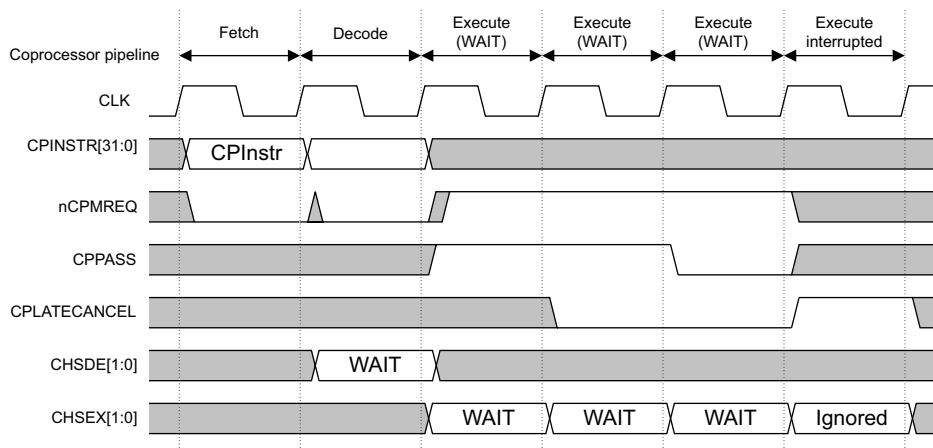 Fetch Decode Execute (WAIT) Execute (WAIT) Execute (WAIT) Execute interrupted
Coprocessor pipeline
CLK
CPINSTR[31:0] CPInstr
nCPMREQ
CPPASS
CPLATECANCEL
CHSDE[1:0] WAIT
CHSEX[1:0] WAIT WAIT WAIT Ignored